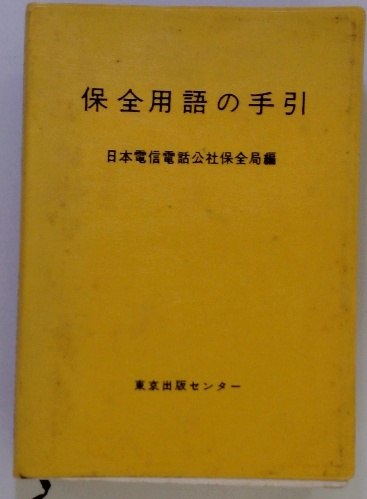 保全用語の手引
日本電信電話公社保全局編
東京出版センター